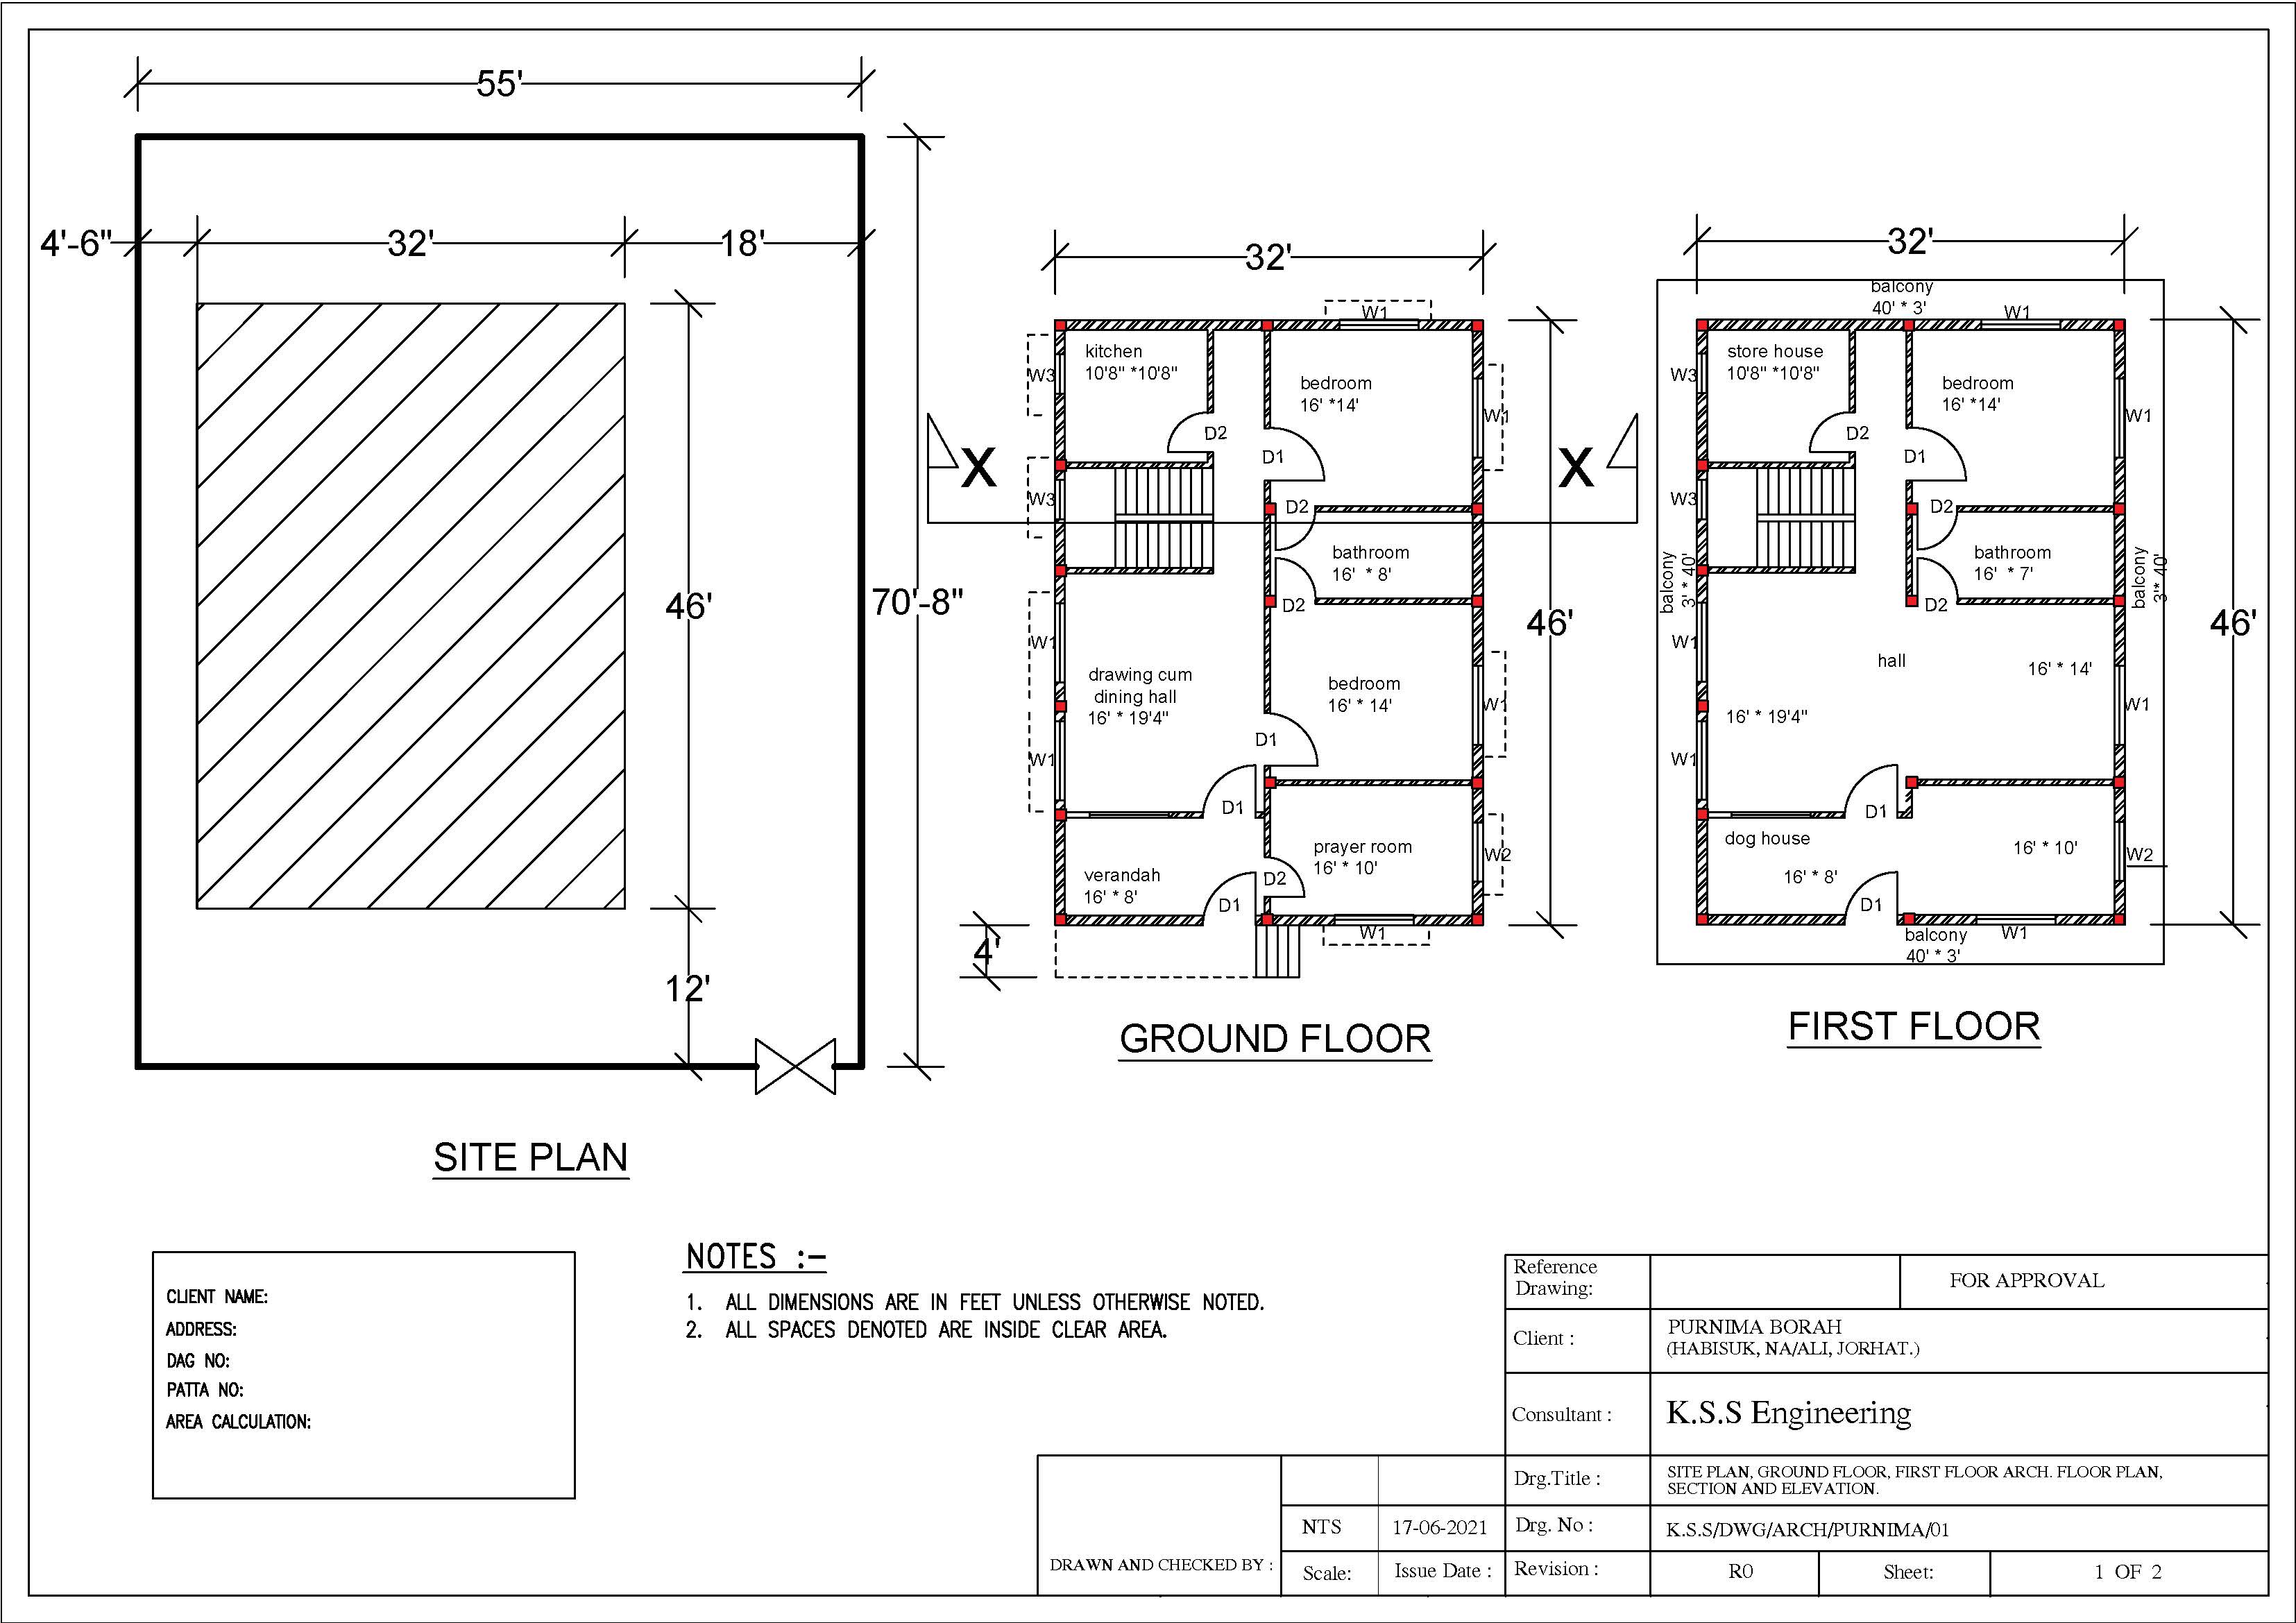 55'
4'-6"
32'
18'
46'
12'
70'-8"
SITE PLAN
32'
W1
kitchen
10'8" *10'8"
W3
bedroom
16' *14'
W1
D2
D1
X
X
W3
D2
bathroom
16' * 8'
D2
46'
W1
drawing cum
dining hall
16' * 19'4"
bedroom
16' * 14'
W1
D1
W1
D1
prayer room
16' * 10'
W2
verandah
16' * 8'
D2
D1
W1
4'
GROUND FLOOR
32'
balcony
40' * 3'
W1
store house
10'8" *10'8"
W3
bedroom
16' *14'
W1
D2
D1
W3
D2
bathroom
16' * 7'
balcony
3' * 40'
balcony
3'* 40'
D2
46'
W1
hall
16' * 14'
W1
16' * 19'4"
W1
D1
dog house
16' * 10'
W2
16' * 8'
D1
balcony
40' * 3'
W1
FIRST FLOOR
CLIENT NAME:
ADDRESS:
DAG NO:
PATTA NO:
AREA CALCULATION:
NOTES :-
1. ALL DIMENSIONS ARE IN FEET UNLESS OTHERWISE NOTED.
2. ALL SPACES DENOTED ARE INSIDE CLEAR AREA.
Reference
Drawing:
FOR APPROVAL
Client :
PURNIMA BORAH
(HABISUK, NA/ALI, JORHAT.)
Consultant :
K.S.S Engineering
Drg.Title :
SITE PLAN, GROUND FLOOR, FIRST FLOOR ARCH. FLOOR PLAN,
SECTION AND ELEVATION.
NTS
17-06-2021
Drg. No :
K.S.S/DWG/ARCH/PURNIMA/01
DRAWN AND CHECKED BY :
Scale:
Issue Date :
Revision :
R0
Sheet:
1 OF 2